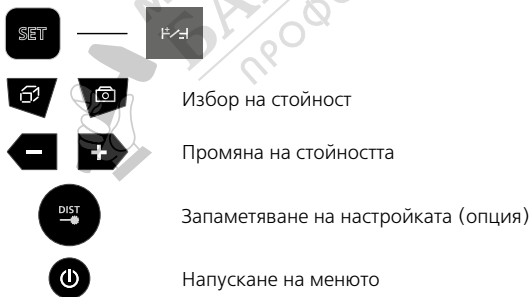 SET
Избор на стойност
Промяна на стойността
DIST
Запаметяване на настройката (опция)
Напускане на менюто